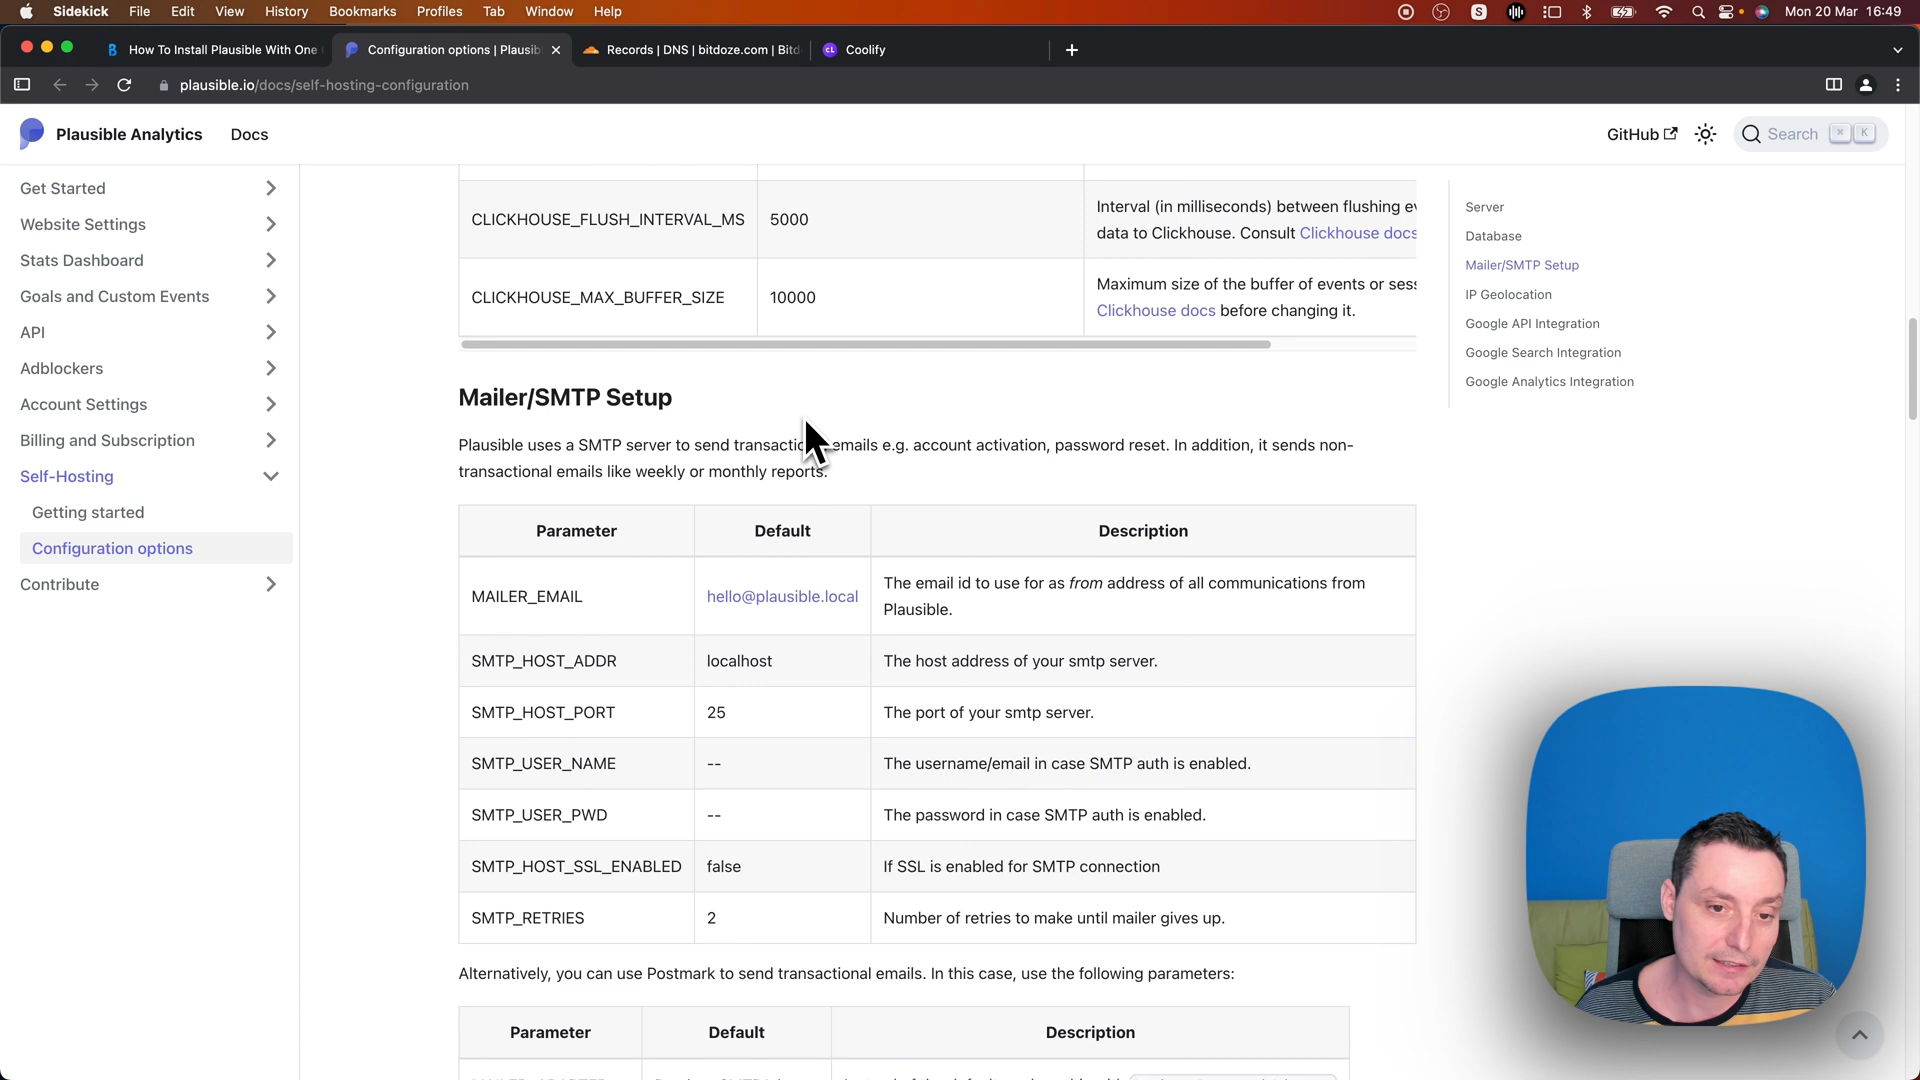 Sidekick File Edit View History Bookmarks Profiles Tab Window Help
S
Mon 20 Mar 16:49
How To Install Plausible With One
Configuration options | Plausib
Records | DNS | bitdoze.com | Bitd
Coolify
plausible.io/docs/self-hosting-configuration
Plausible Analytics
Docs
GitHub
Search
K
Get Started
Website Settings
Stats Dashboard
Goals and Custom Events
API
Adblockers
Account Settings
Billing and Subscription
Self-Hosting
Getting started
Configuration options
Contribute
CLICKHOUSE_FLUSH_INTERVAL_MS
5000
Interval (in milliseconds) between flushing ev
data to Clickhouse. Consult Clickhouse docs
CLICKHOUSE_MAX_BUFFER_SIZE
10000
Maximum size of the buffer of events or sess
Clickhouse docs before changing it.
Mailer/SMTP Setup
Plausible uses a SMTP server to send emails e.g. account activation, password reset. In addition, it sends non-
transactional emails like weekly or monthly reports.
Parameter Default Description
MAILER_EMAIL
hello@plausible.local
The email id to use for as from address of all communications from
Plausible.
SMTP_HOST_ADDR localhost The host address of your smtp server.
SMTP_HOST_PORT 25 The port of your smtp server.
SMTP_USER_NAME -- The username/email in case SMTP auth is enabled.
SMTP_USER_PWD -- The password in case SMTP auth is enabled.
SMTP_HOST_SSL_ENABLED false If SSL is enabled for SMTP connection
SMTP_RETRIES 2 Number of retries to make until mailer gives up.
Alternatively, you can use Postmark to send transactional emails. In this case, use the following parameters:
Parameter Default Description
Server
Database
Mailer/SMTP Setup
IP Geolocation
Google API Integration
Google Search Integration
Google Analytics Integration